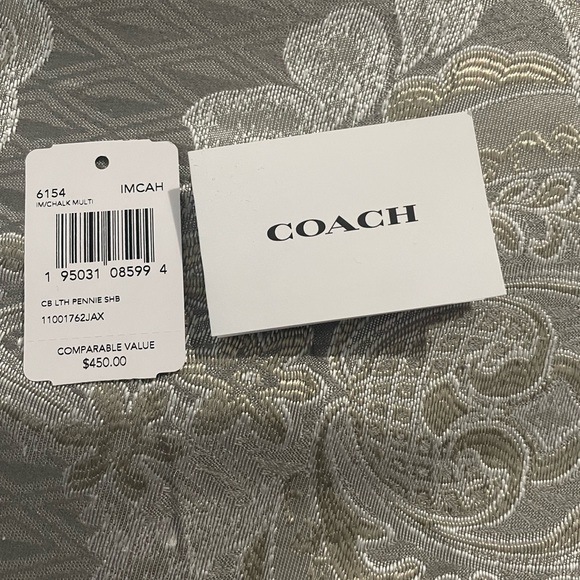 6154 IMCAH
IM/CHALK MULTI
1 95031 08599 4
CB LTH PENNIE SHB
11001762JAX
COMPARABLE VALUE
$450.00
COACH